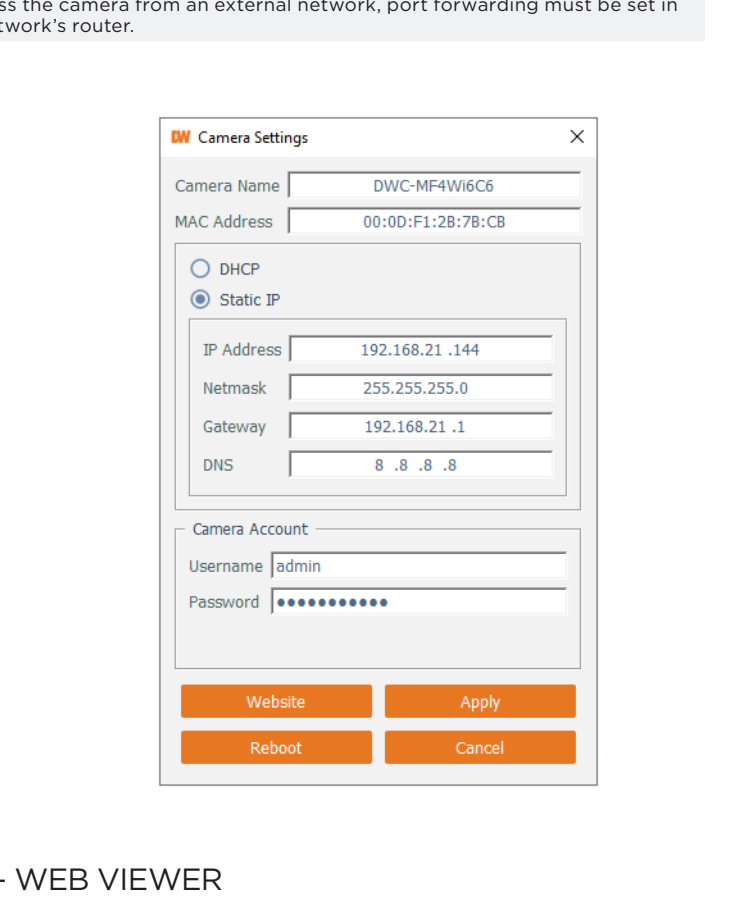 ss the camera from an external network, port forwarding must be set in
twork's router.
DW Camera Settings
Camera Name DWC-MF4Wi6C6
MAC Address 00:0D:F1:2B:7B:CB
DHCP
Static IP
IP Address 192.168.21 .144
Netmask 255.255.255.0
Gateway 192.168.21 .1
DNS 8 .8 .8 .8
Camera Account
Username admin
Password •••••••••••
Website Apply
Reboot Cancel
- WEB VIEWER